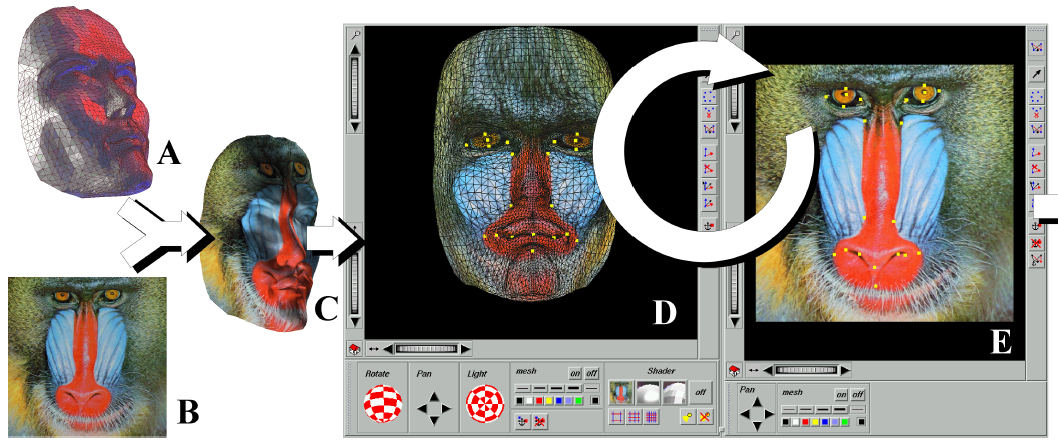 A
B
C
D
E
Rotate
Pan
Light
mesh
on
off
Shader
off
Pan
mesh
on
off